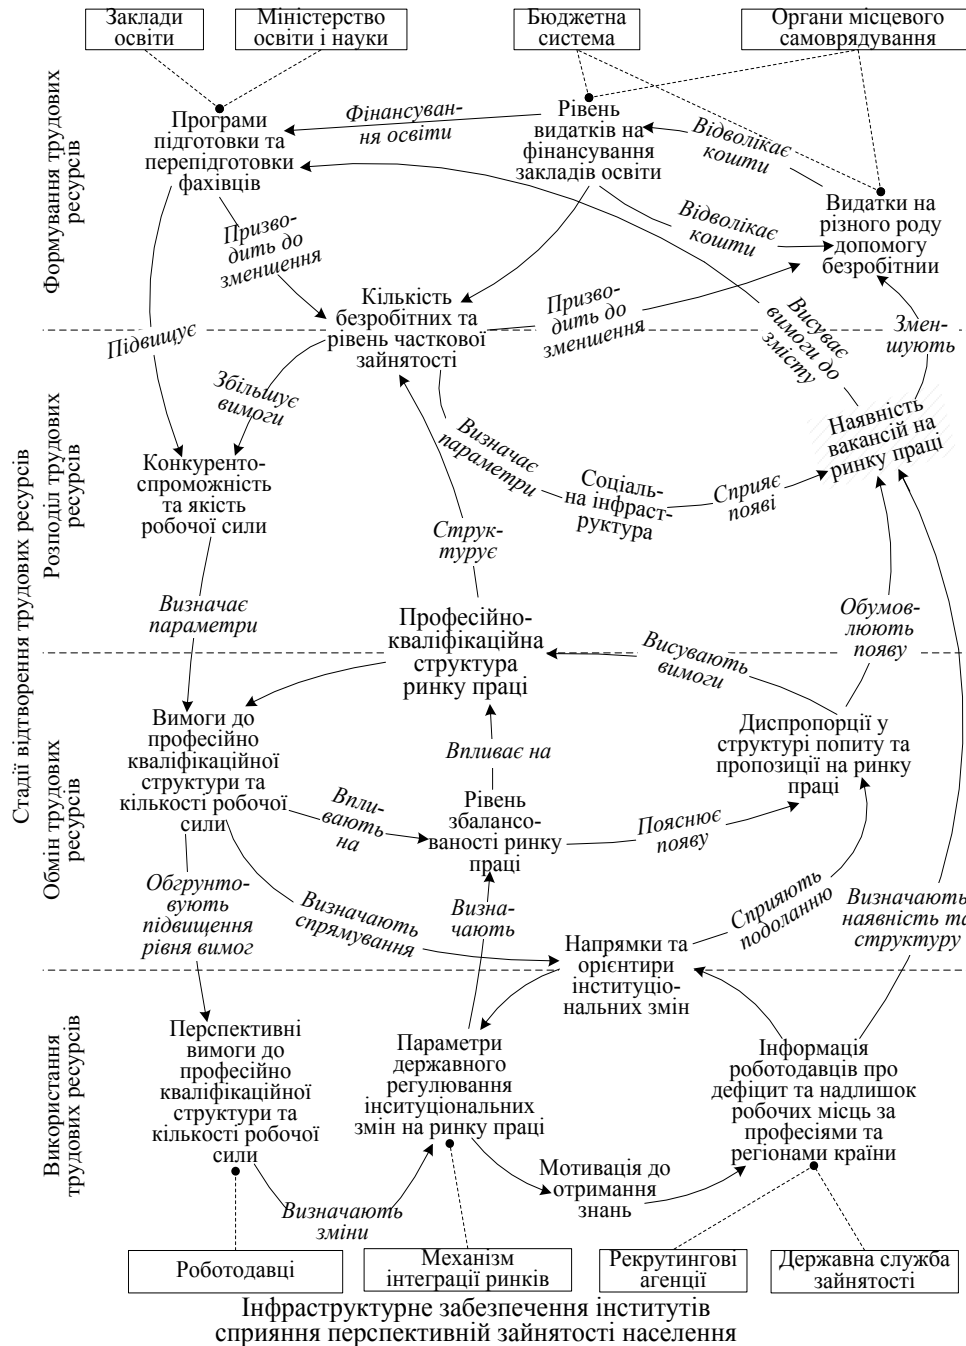 Заклади
освіти
Міністерство
освіти і науки
Бюджетна
система
Органи місцевого
самоврядування
Формування трудових
ресурсів
Програми
підготовки та
перепідготовки
фахівців
Фінансуван-
ня освіти
Рівень
видатків на
фінансування
закладів освіти
Відволікає
кошти
Видатки на
різного роду
допомогу
безробітнии
Відволікає
кошти
Призво-
дить до
зменшення
Кількість
безробітних та
рівень часткової
зайнятості
Призво-
дить до
зменшення
Висуває
вимоги до
змісту
Змен-
шують
Підвищує
Стадії відтворення трудових ресурсів
Розподіл трудових
ресурсів
Збільшує
вимоги
Конкуренто-
спроможність
та якість
робочої сили
Визначає
параметри
Соціаль-
на інфраст-
руктура
Сприяє
появі
Наявність
вакансій на
ринку праці
Струк-
турує
Визначає
параметри
Професійно-
кваліфікаційна
структура
ринку праці
Висувають
вимоги
Обумов-
люють
появу
Обмін трудових
ресурсів
Вимоги до
професійно
кваліфікаційної
структури та
кількості робочої
сили
Впливає на
Диспропорції у
структурі попиту та
пропозиції на ринку
праці
Впли-
вають
на
Рівень
збалансо-
ваності ринку
праці
Пояснює
появу
Обгрунто-
вують
підвищення
рівня вимог
Визначають
спрямування
Визна-
чають
Сприяють
подоланню
Визначають
наявність та
структуру
Напрямки та
орієнтири
інституціо-
нальних змін
Використання
трудових ресурсів
Перспективні
вимоги до
професійно
кваліфікаційної
структури та
кількості робочої
сили
Параметри
державного
регулювання
інситуціональних
змін на ринку праці
Інформація
роботодавців про
дефіцит та надлишок
робочих місць за
професіями та
регіонами країни
Мотивація до
отримання
знань
Визначають
зміни
Роботодавці
Механізм
інтеграції ринків
Рекрутингові
агенції
Державна служба
зайнятості
Інфраструктурне забезпечення інститутів
сприяння перспективній зайнятості населення